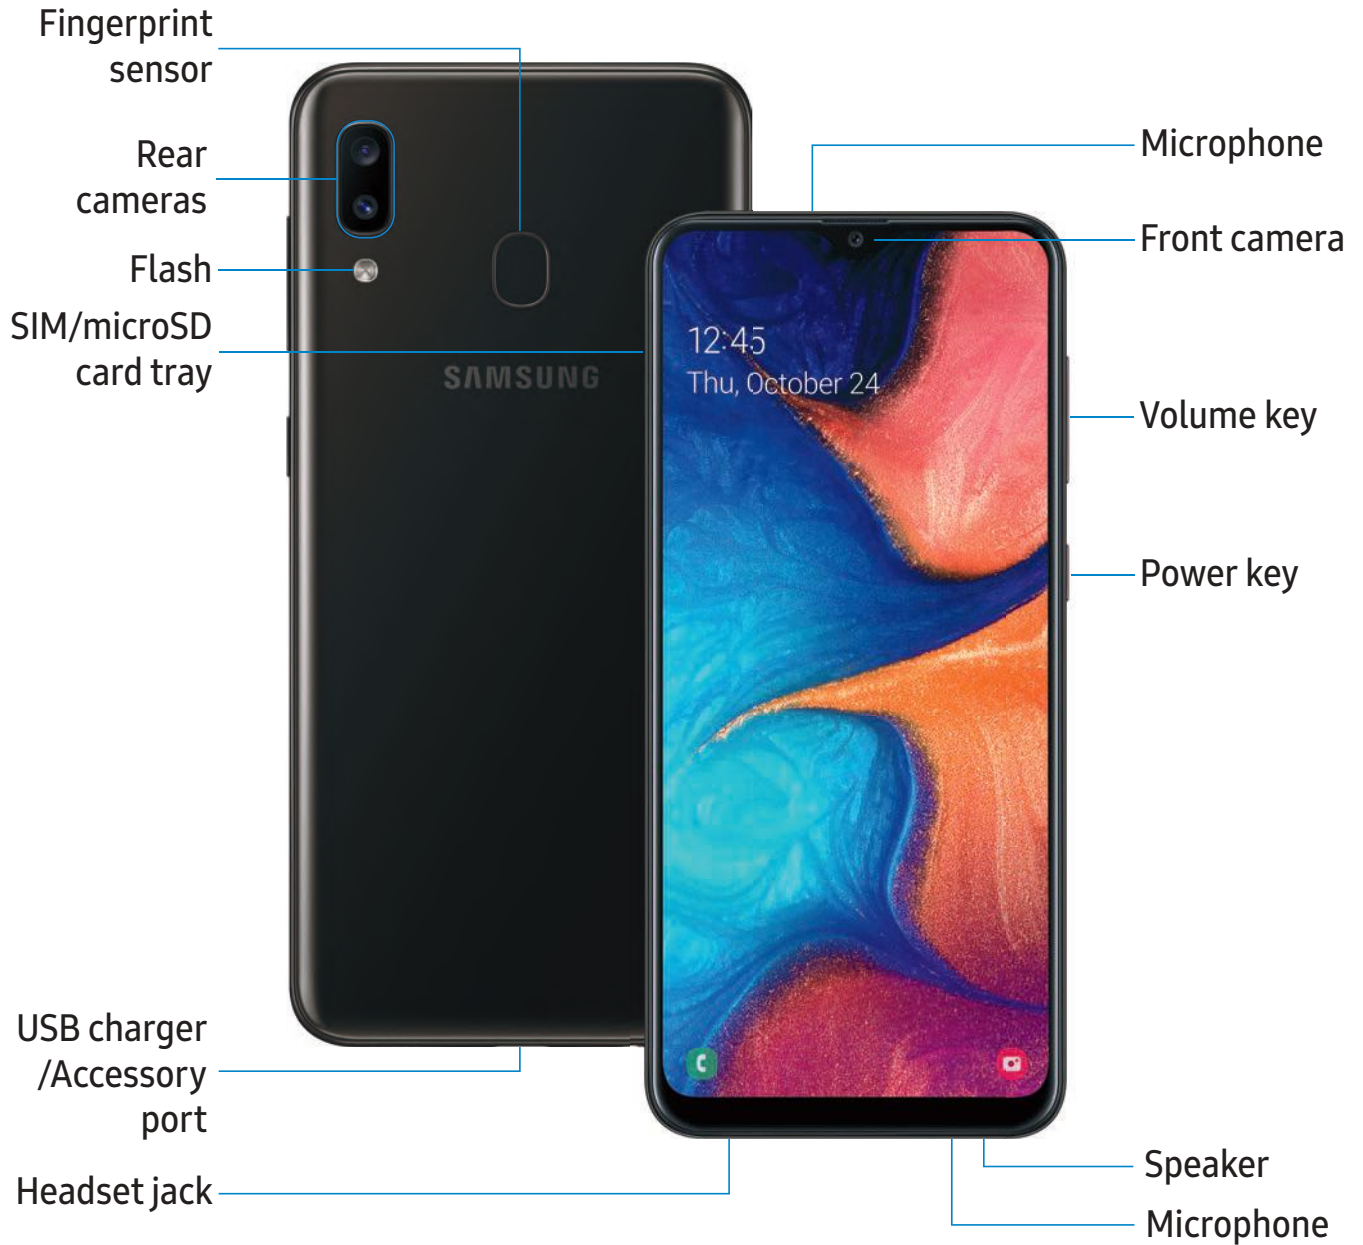 Fingerprint
sensor
Rear
cameras
Flash
SIM/microSD
card tray
SAMSUNG
USB charger
/Accessory
port
Headset jack
12:45
Thu, October 24
Microphone
Front camera
Volume key
Power key
Speaker
Microphone